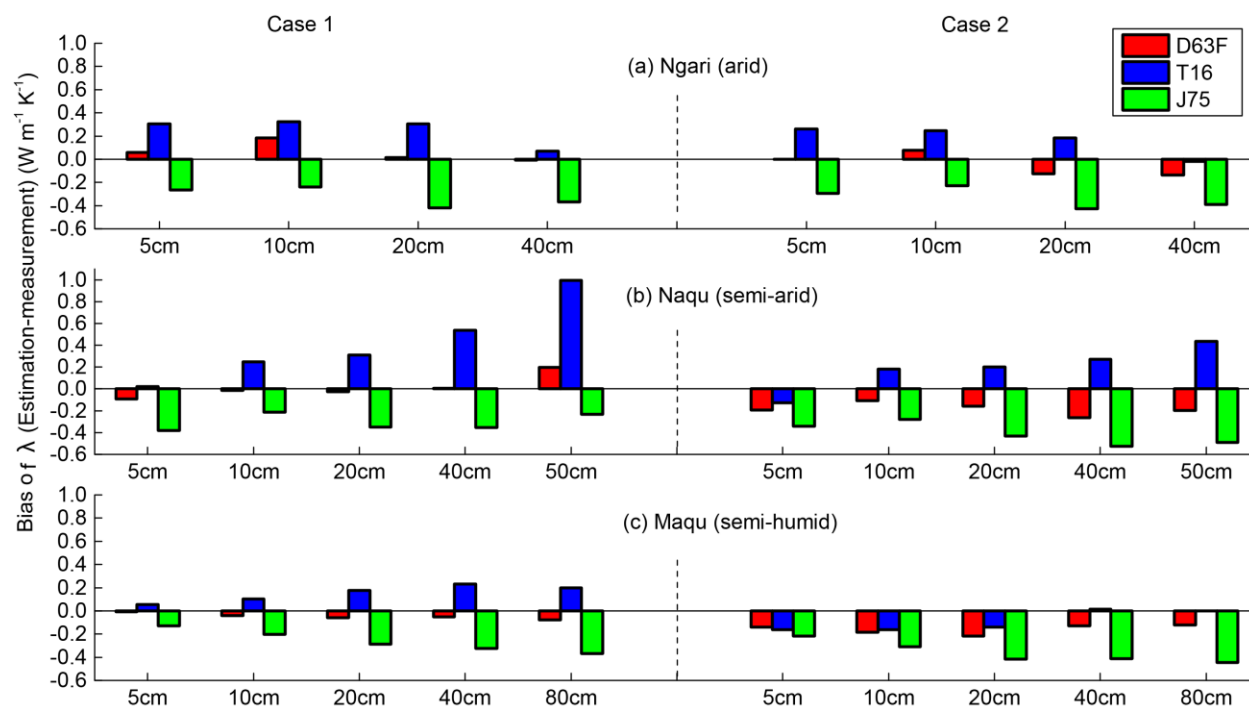 Case 1
Case 2
D63F
T16
J75
Bias of λ (Estimation-measurement) (W m⁻¹ K⁻¹)
(a) Ngari (arid)
1.0
0.8
0.6
0.4
0.2
0.0
-0.2
-0.4
-0.6
5cm 10cm 20cm 40cm 5cm 10cm 20cm 40cm
(b) Naqu (semi-arid)
1.0
0.8
0.6
0.4
0.2
0.0
-0.2
-0.4
-0.6
5cm 10cm 20cm 40cm 50cm 5cm 10cm 20cm 40cm 50cm
(c) Maqu (semi-humid)
1.0
0.8
0.6
0.4
0.2
0.0
-0.2
-0.4
-0.6
5cm 10cm 20cm 40cm 80cm 5cm 10cm 20cm 40cm 80cm